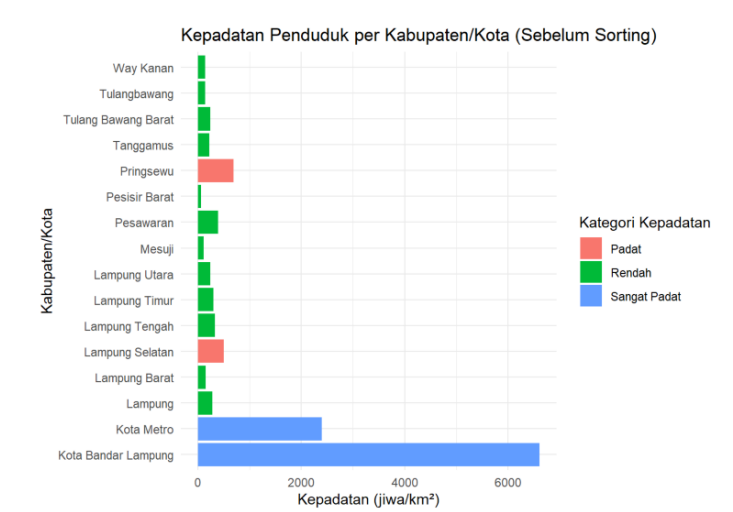 Kepadatan Penduduk per Kabupaten/Kota (Sebelum Sorting)
Kabupaten/Kota
Way Kanan
Tulangbawang
Tulang Bawang Barat
Tanggamus
Pringsewu
Pesisir Barat
Pesawaran
Mesuji
Lampung Utara
Lampung Timur
Lampung Tengah
Lampung Selatan
Lampung Barat
Lampung
Kota Metro
Kota Bandar Lampung
0 2000 4000 6000
Kepadatan (jiwa/km²)
Kategori Kepadatan
Padat
Rendah
Sangat Padat